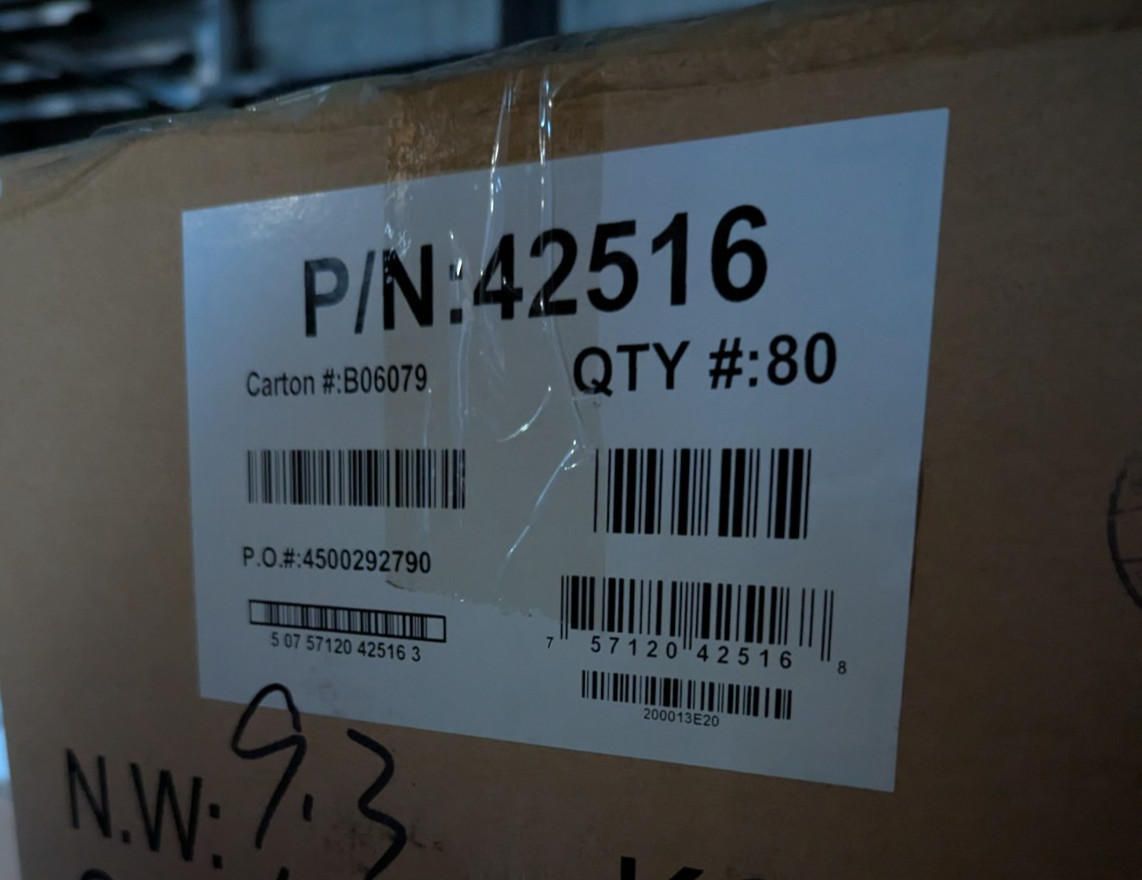 P/N:42516
Carton #:B06079
QTY #:80
P.O.#:4500292790
5 07 57120 42516 3
7 57120 42516 8
200013E20
N.W: 9.3